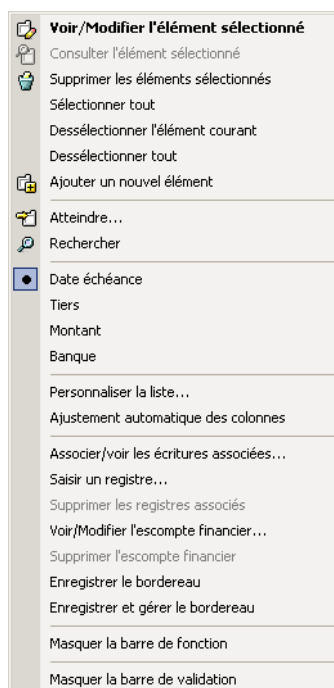 Voir/Modifier l'élément sélectionné
Consulter l'élément sélectionné
Supprimer les éléments sélectionnés
Sélectionner tout
Dessélectionner l'élément courant
Dessélectionner tout
Ajouter un nouvel élément
Atteindre...
Rechercher
Date échéance
Tiers
Montant
Banque
Personnaliser la liste...
Ajustement automatique des colonnes
Associer/voir les écritures associées...
Saisir un registre...
Supprimer les registres associés
Voir/Modifier l'escompte financier...
Supprimer l'escompte financier
Enregistrer le bordereau
Enregistrer et gérer le bordereau
Masquer la barre de fonction
Masquer la barre de validation